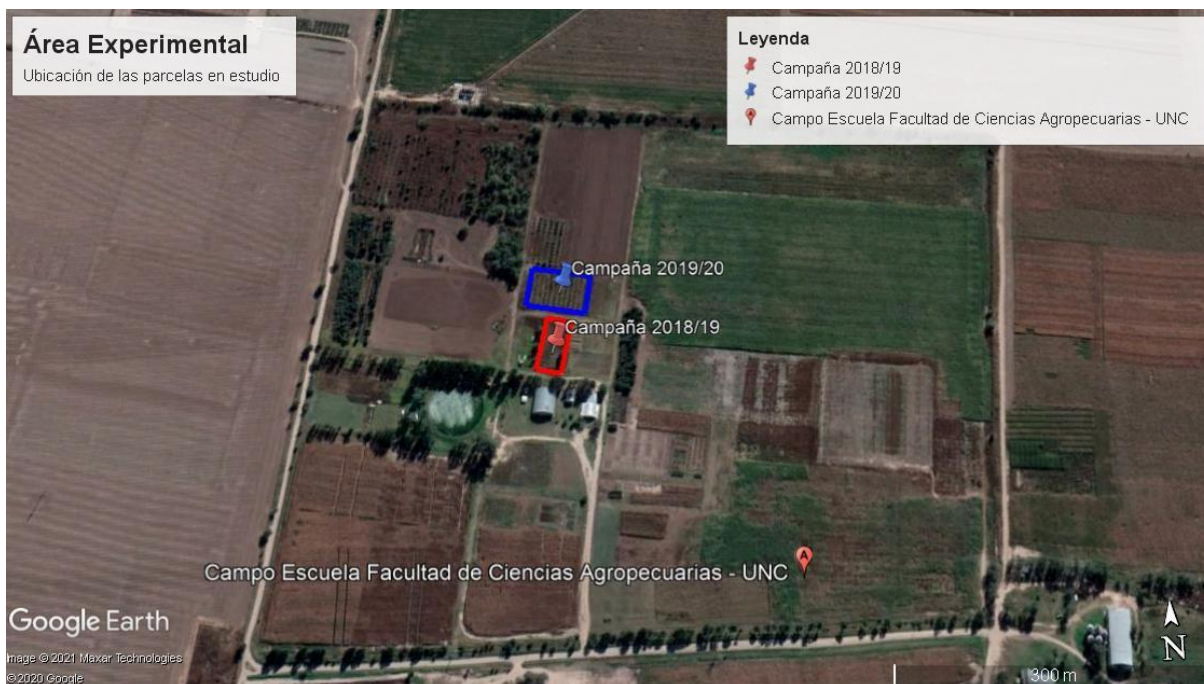 Área Experimental
Ubicación de las parcelas en estudio
Leyenda
Campaña 2018/19
Campaña 2019/20
A Campo Escuela Facultad de Ciencias Agropecuarias - UNC
Campaña 2019/20
Campaña 2018/19
Campo Escuela Facultad de Ciencias Agropecuarias - UNC
A
Google Earth
Image © 2021 Maxar Technologies
© 2020 Google
N
300 m